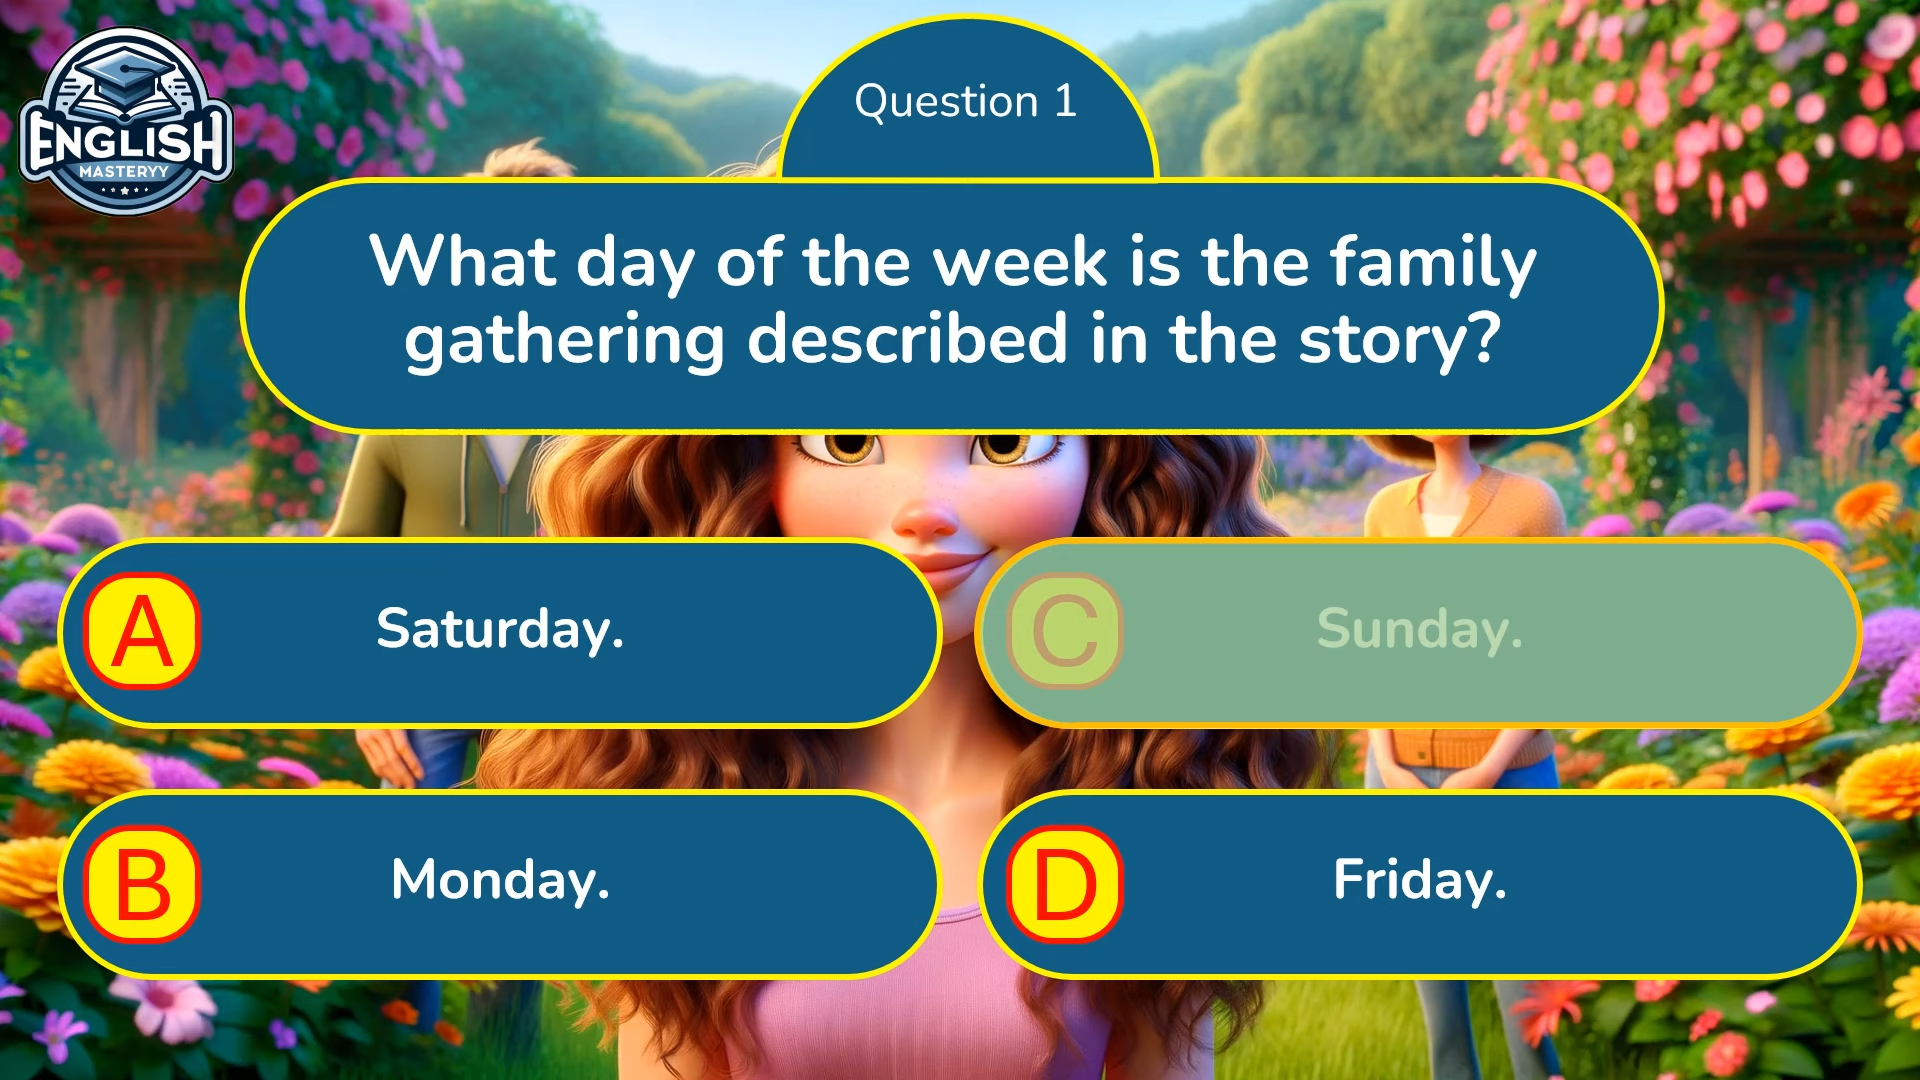 ENGLISH
MASTERYY
Question 1
What day of the week is the family
gathering described in the story?
A Saturday.
C Sunday.
B Monday.
D Friday.